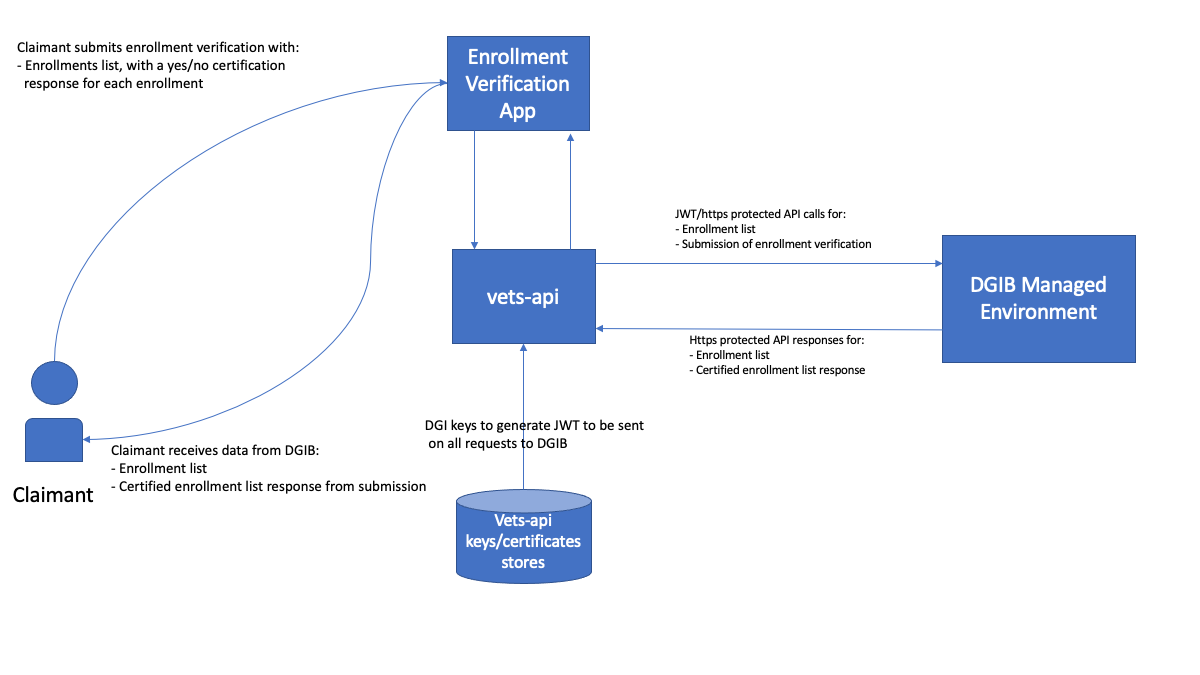 Claimant submits enrollment verification with:
- Enrollments list, with a yes/no certification
response for each enrollment
Enrollment
Verification
App
JWT/https protected API calls for:
- Enrollment list
- Submission of enrollment verification
vets-api
DGIB Managed
Environment
Https protected API responses for:
- Enrollment list
- Certified enrollment list response
DGI keys to generate JWT to be sent
on all requests to DGIB
Claimant receives data from DGIB:
- Enrollment list
- Certified enrollment list response from submission
Claimant
Vets-api
keys/certificates
stores